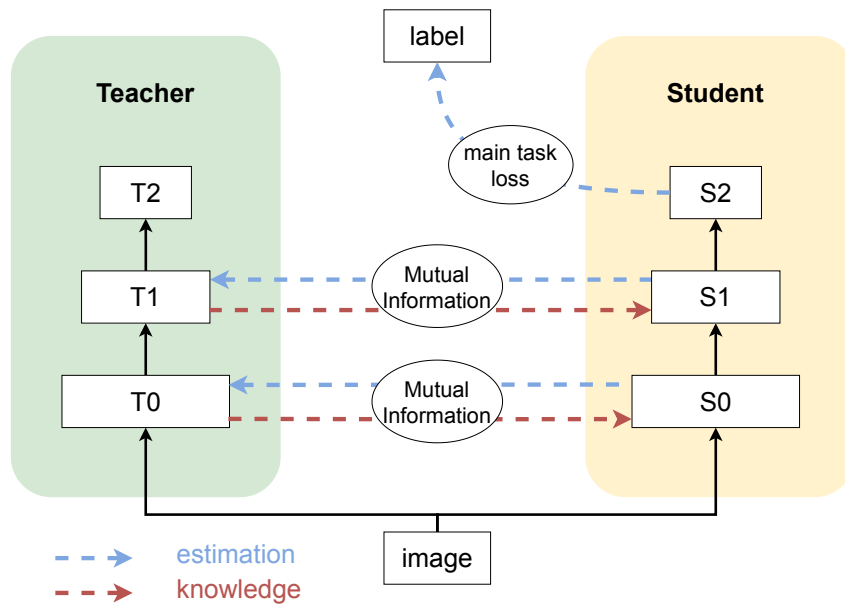 label
Teacher
Student
main task
loss
T2
S2
Mutual
Information
T1
S1
Mutual
Information
T0
S0
image
estimation
knowledge